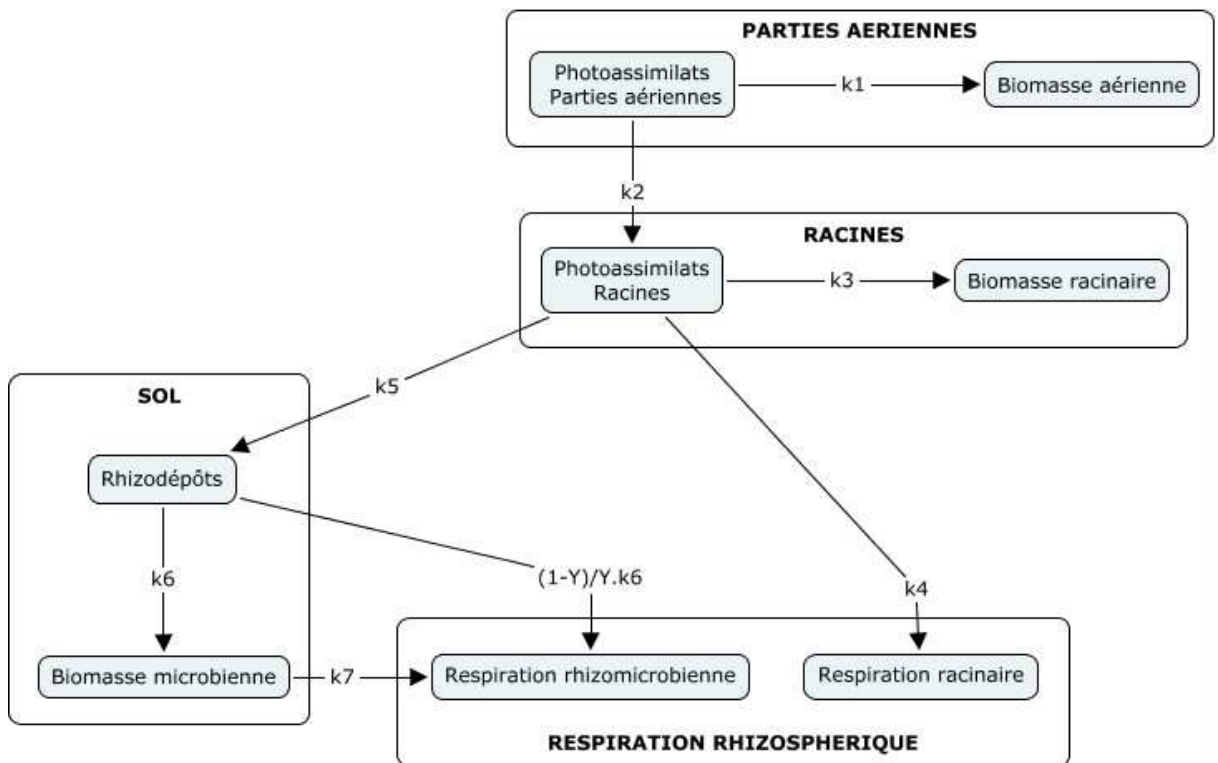 PARTIES AERIENNES
Photoassimilats
Parties aériennes
k1
Biomasse aérienne
k2
RACINES
Photoassimilats
Racines
k3
Biomasse racinaire
k5
SOL
Rhizodépôts
k6
(1-Y)/Y.k6
k4
Biomasse microbienne
k7
Respiration rhizomicrobienne
Respiration racinaire
RESPIRATION RHIZOSPHERIQUE